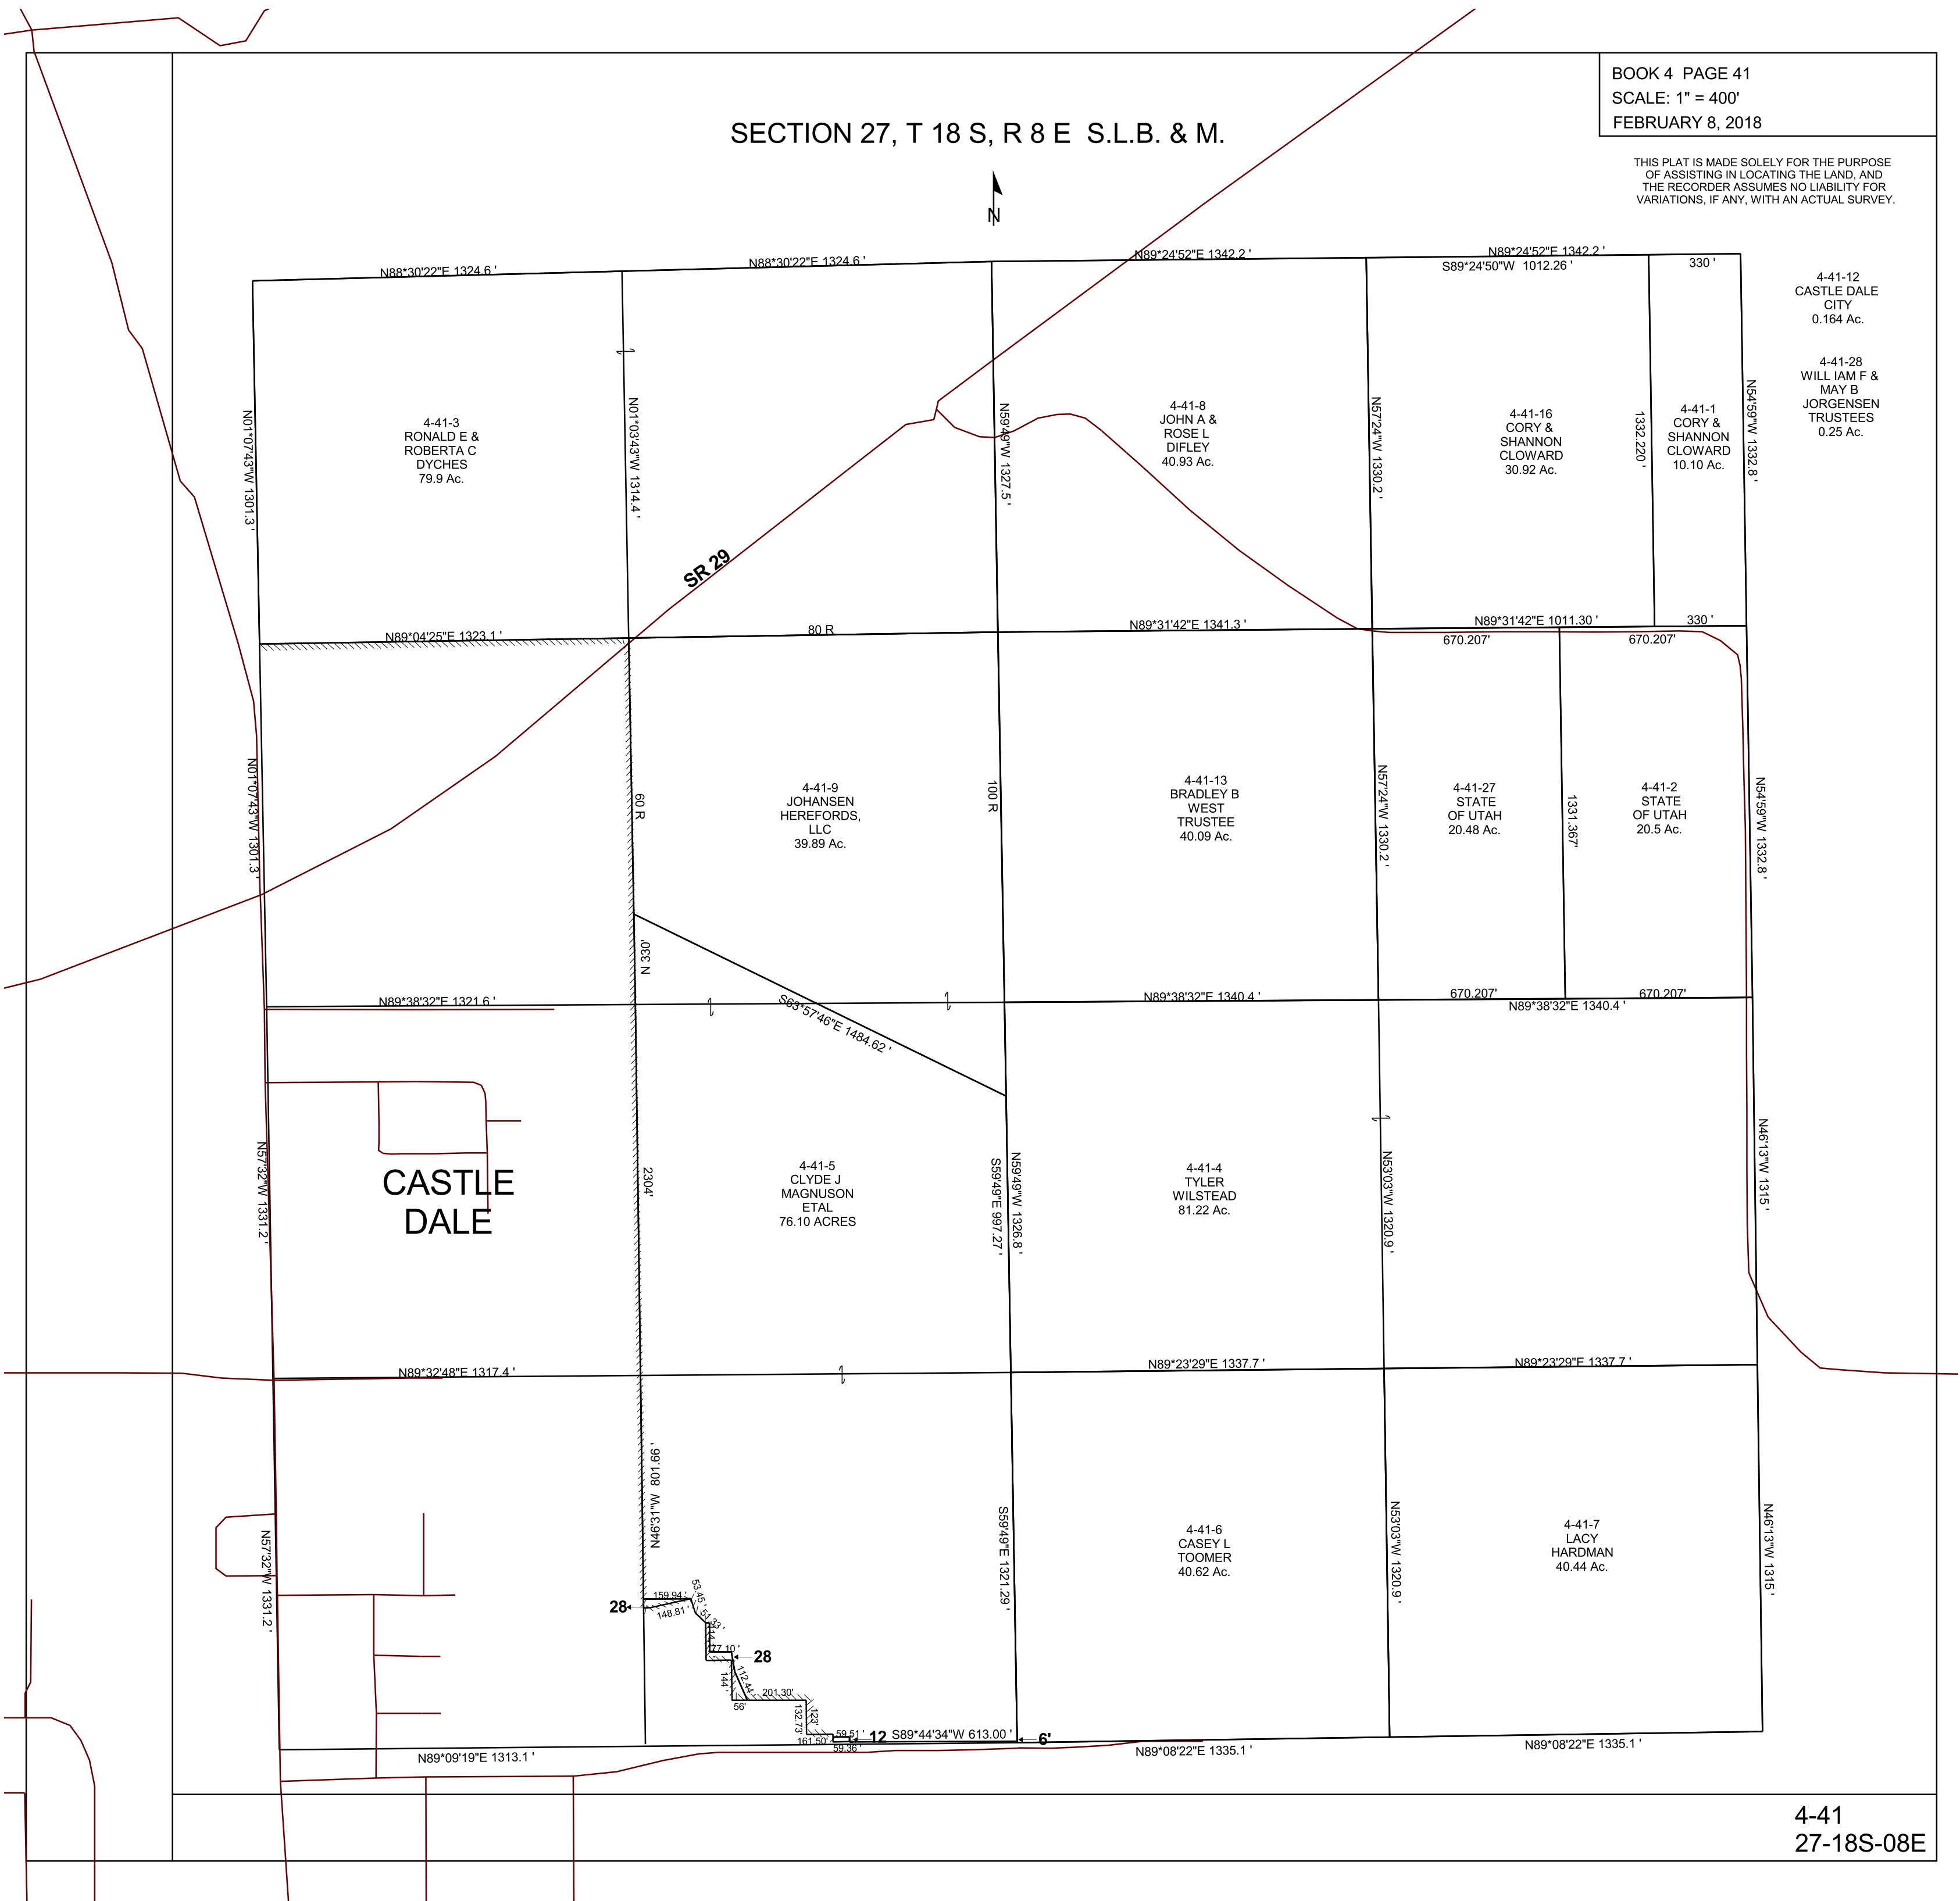 BOOK 4 PAGE 41
SCALE: 1" = 400'
FEBRUARY 8, 2018
SECTION 27, T 18 S, R 8 E S.L.B. & M.
THIS PLAT IS MADE SOLELY FOR THE PURPOSE
OF ASSISTING IN LOCATING THE LAND, AND
THE RECORDER ASSUMES NO LIABILITY FOR
VARIATIONS, IF ANY, WITH AN ACTUAL SURVEY.
N
N88*30'22"E 1324.6 '
N88*30'22"E 1324.6 '
N89*24'52"E 1342.2 '
N89*24'52"E 1342.2 '
S89*24'50"W 1012.26 '
330 '
4-41-12
CASTLE DALE
CITY
0.164 Ac.
4-41-28
WILL IAM F &
MAY B
JORGENSEN
TRUSTEES
0.25 Ac.
N01*07'43"W 1301.3 '
4-41-3
RONALD E &
ROBERTA C
DYCHES
79.9 Ac.
N01*03'43"W 1314.4 '
N59'49"W 1327.5 '
4-41-8
JOHN A &
ROSE L
DIFLEY
40.93 Ac.
N57'24"W 1330.2 '
4-41-16
CORY &
SHANNON
CLOWARD
30.92 Ac.
1332.220 '
4-41-1
CORY &
SHANNON
CLOWARD
10.10 Ac.
N54'59"W 1332.8 '
SR 29
N89*04'25"E 1323.1 '
80 R
N89*31'42"E 1341.3 '
N89*31'42"E 1011.30 '
330 '
670.207'
670.207'
N01*07'43"W 1301.3 '
60 R
4-41-9
JOHANSEN
HEREFORDS,
LLC
39.89 Ac.
100 R
4-41-13
BRADLEY B
WEST
TRUSTEE
40.09 Ac.
N57'24"W 1330.2 '
4-41-27
STATE
OF UTAH
20.48 Ac.
1331.367'
4-41-2
STATE
OF UTAH
20.5 Ac.
N54'59"W 1332.8 '
N 330'
N89*38'32"E 1321.6 '
S63*57'46"E 1484.62 '
N89*38'32"E 1340.4 '
670.207'
670.207'
N89*38'32"E 1340.4 '
N57'32"W 1331.2 '
CASTLE
DALE
2304'
4-41-5
CLYDE J
MAGNUSON
ETAL
76.10 ACRES
S59'49"E 997.27 '
N59'49"W 1326.8 '
4-41-4
TYLER
WILSTEAD
81.22 Ac.
N53'03"W 1320.9 '
N46'13"W 1315 '
N89*32'48"E 1317.4 '
N89*23'29"E 1337.7 '
N89*23'29"E 1337.7 '
N57'32"W 1331.2 '
N46'31"W 801.66 '
S59'49"E 1321.29 '
4-41-6
CASEY L
TOOMER
40.62 Ac.
N53'03"W 1320.9 '
4-41-7
LACY
HARDMAN
40.44 Ac.
N46'13"W 1315 '
28
159.94 '
148.81 '
53.45 '
51.33 '
77.10 '
28
144 '
112.44 '
56'
201.30'
132.73'
123'
161.50'
59.51 '
59.36 '
12
S89*44'34"W 613.00 '
6'
N89*09'19"E 1313.1 '
N89*08'22"E 1335.1 '
N89*08'22"E 1335.1 '
4-41
27-18S-08E